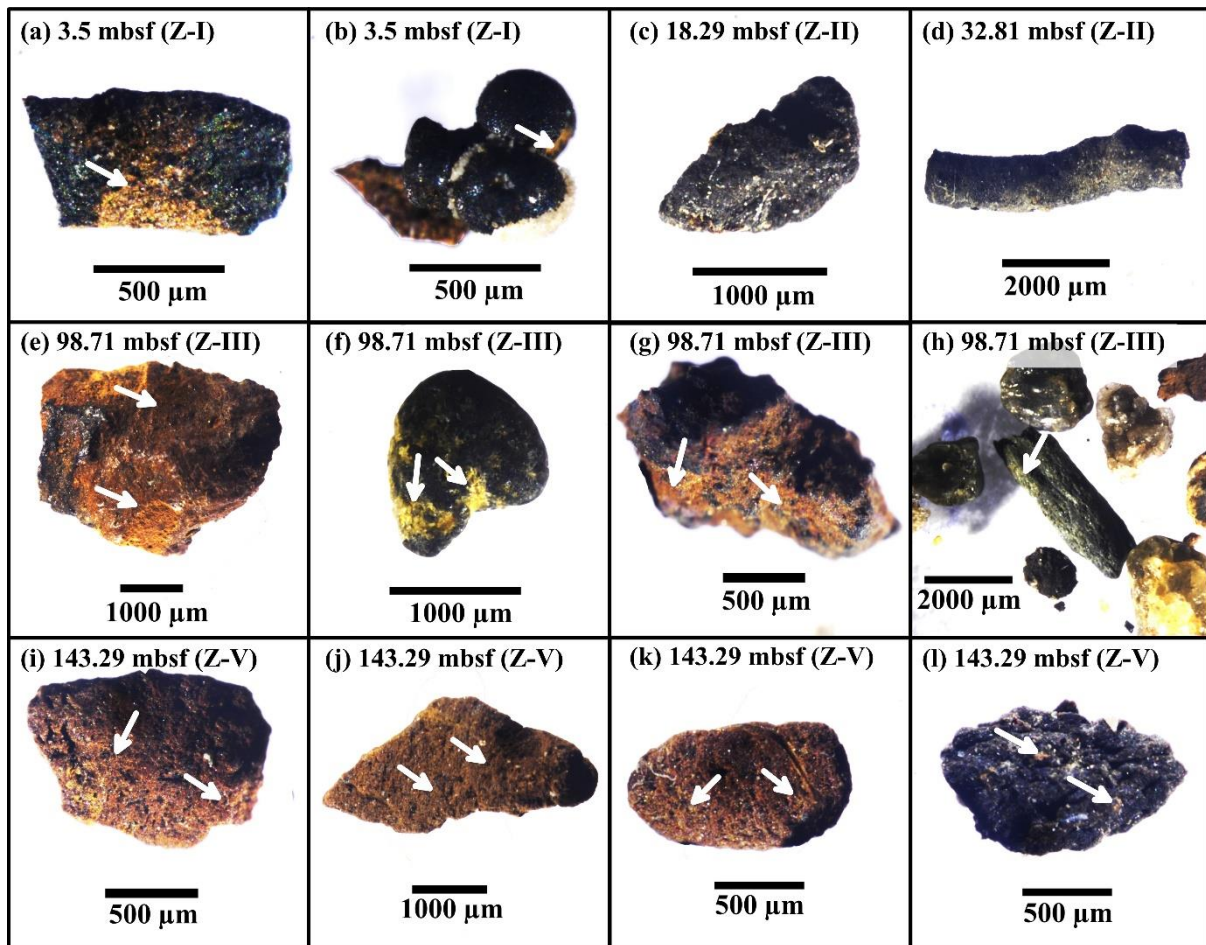 (a) 3.5 mbsf (Z-I)
500 µm
(b) 3.5 mbsf (Z-I)
500 µm
(c) 18.29 mbsf (Z-II)
1000 µm
(d) 32.81 mbsf (Z-II)
2000 µm
(e) 98.71 mbsf (Z-III)
1000 µm
(f) 98.71 mbsf (Z-III)
1000 µm
(g) 98.71 mbsf (Z-III)
500 µm
(h) 98.71 mbsf (Z-III)
2000 µm
(i) 143.29 mbsf (Z-V)
500 µm
(j) 143.29 mbsf (Z-V)
1000 µm
(k) 143.29 mbsf (Z-V)
500 µm
(l) 143.29 mbsf (Z-V)
500 µm